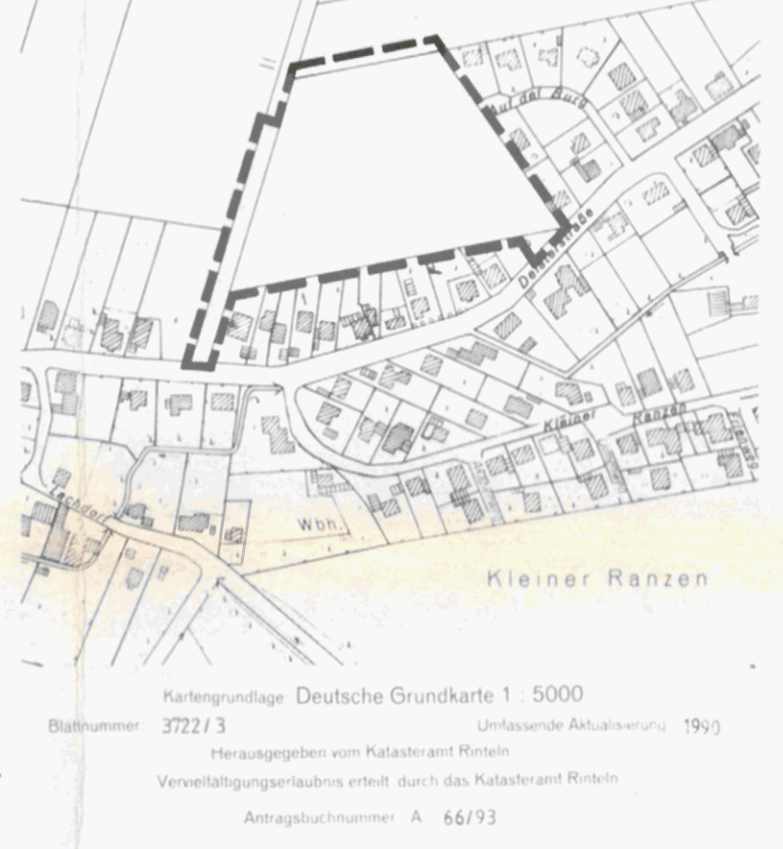 Auf der Burg
Deisterstraße
Kleiner Ranzen
Wbh.
Kleiner Ranzen
Kartengrundlage: Deutsche Grundkarte 1 : 5000
Blattnummer: 3722 / 3 Umfassende Aktualisierung 1990
Herausgegeben vom Katasteramt Rinteln
Vervielfältigungserlaubnis erteilt durch das Katasteramt Rinteln
Antragsbuchnummer A 66/93